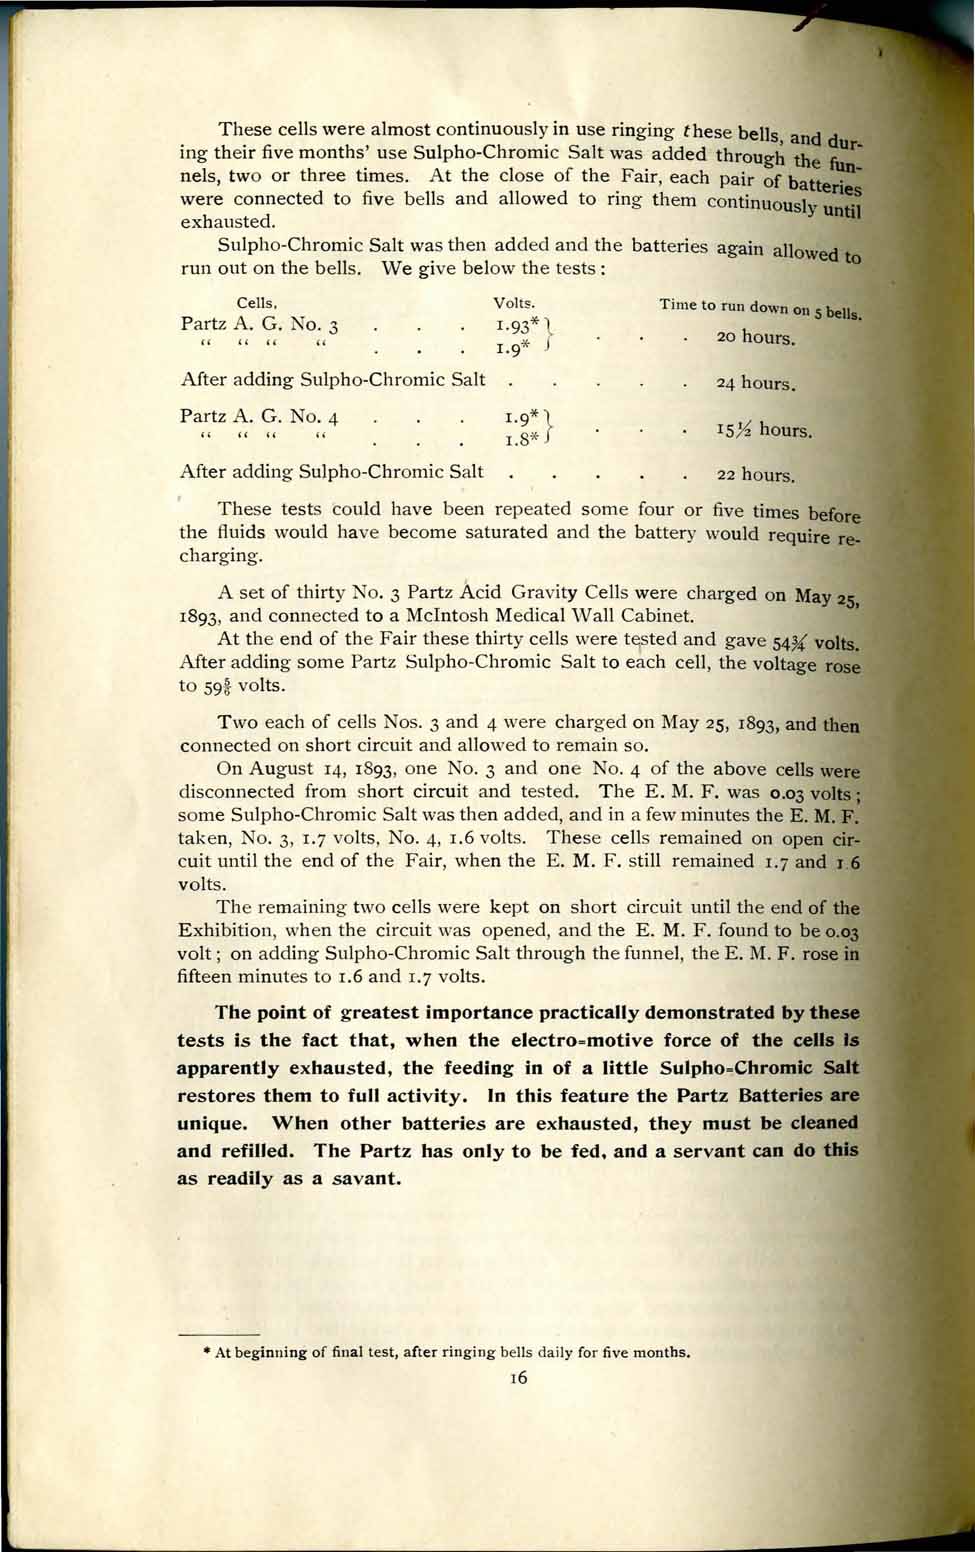 These cells were almost continuously in use ringing these bells, and dur-
ing their five months' use Sulpho-Chromic Salt was added through the fun-
nels, two or three times. At the close of the Fair, each pair of batteries
were connected to five bells and allowed to ring them continuously until
exhausted.
Sulpho-Chromic Salt was then added and the batteries again allowed to
run out on the bells. We give below the tests :
Cells. Volts. Time to run down on 5 bells.
Partz A. G. No. 3 . . . 1.93* } . . . 20 hours.
“ “ “ “ . . . 1.9* }
After adding Sulpho-Chromic Salt . . . . . 24 hours.
Partz A. G. No. 4 . . . 1.9* } . . . 15½ hours.
“ “ “ “ . . . 1.8* }
After adding Sulpho-Chromic Salt . . . . . 22 hours.
These tests could have been repeated some four or five times before
the fluids would have become saturated and the battery would require re-
charging.
A set of thirty No. 3 Partz Acid Gravity Cells were charged on May 25,
1893, and connected to a McIntosh Medical Wall Cabinet.
At the end of the Fair these thirty cells were tested and gave 54¾ volts.
After adding some Partz Sulpho-Chromic Salt to each cell, the voltage rose
to 59⅝ volts.
Two each of cells Nos. 3 and 4 were charged on May 25, 1893, and then
connected on short circuit and allowed to remain so.
On August 14, 1893, one No. 3 and one No. 4 of the above cells were
disconnected from short circuit and tested. The E. M. F. was 0.03 volts ;
some Sulpho-Chromic Salt was then added, and in a few minutes the E. M. F.
taken, No. 3, 1.7 volts, No. 4, 1.6 volts. These cells remained on open cir-
cuit until the end of the Fair, when the E. M. F. still remained 1.7 and 1.6
volts.
The remaining two cells were kept on short circuit until the end of the
Exhibition, when the circuit was opened, and the E. M. F. found to be 0.03
volt ; on adding Sulpho-Chromic Salt through the funnel, the E. M. F. rose in
fifteen minutes to 1.6 and 1.7 volts.
The point of greatest importance practically demonstrated by these
tests is the fact that, when the electro-motive force of the cells is
apparently exhausted, the feeding in of a little Sulpho-Chromic Salt
restores them to full activity. In this feature the Partz Batteries are
unique. When other batteries are exhausted, they must be cleaned
and refilled. The Partz has only to be fed, and a servant can do this
as readily as a savant.
* At beginning of final test, after ringing bells daily for five months.
16